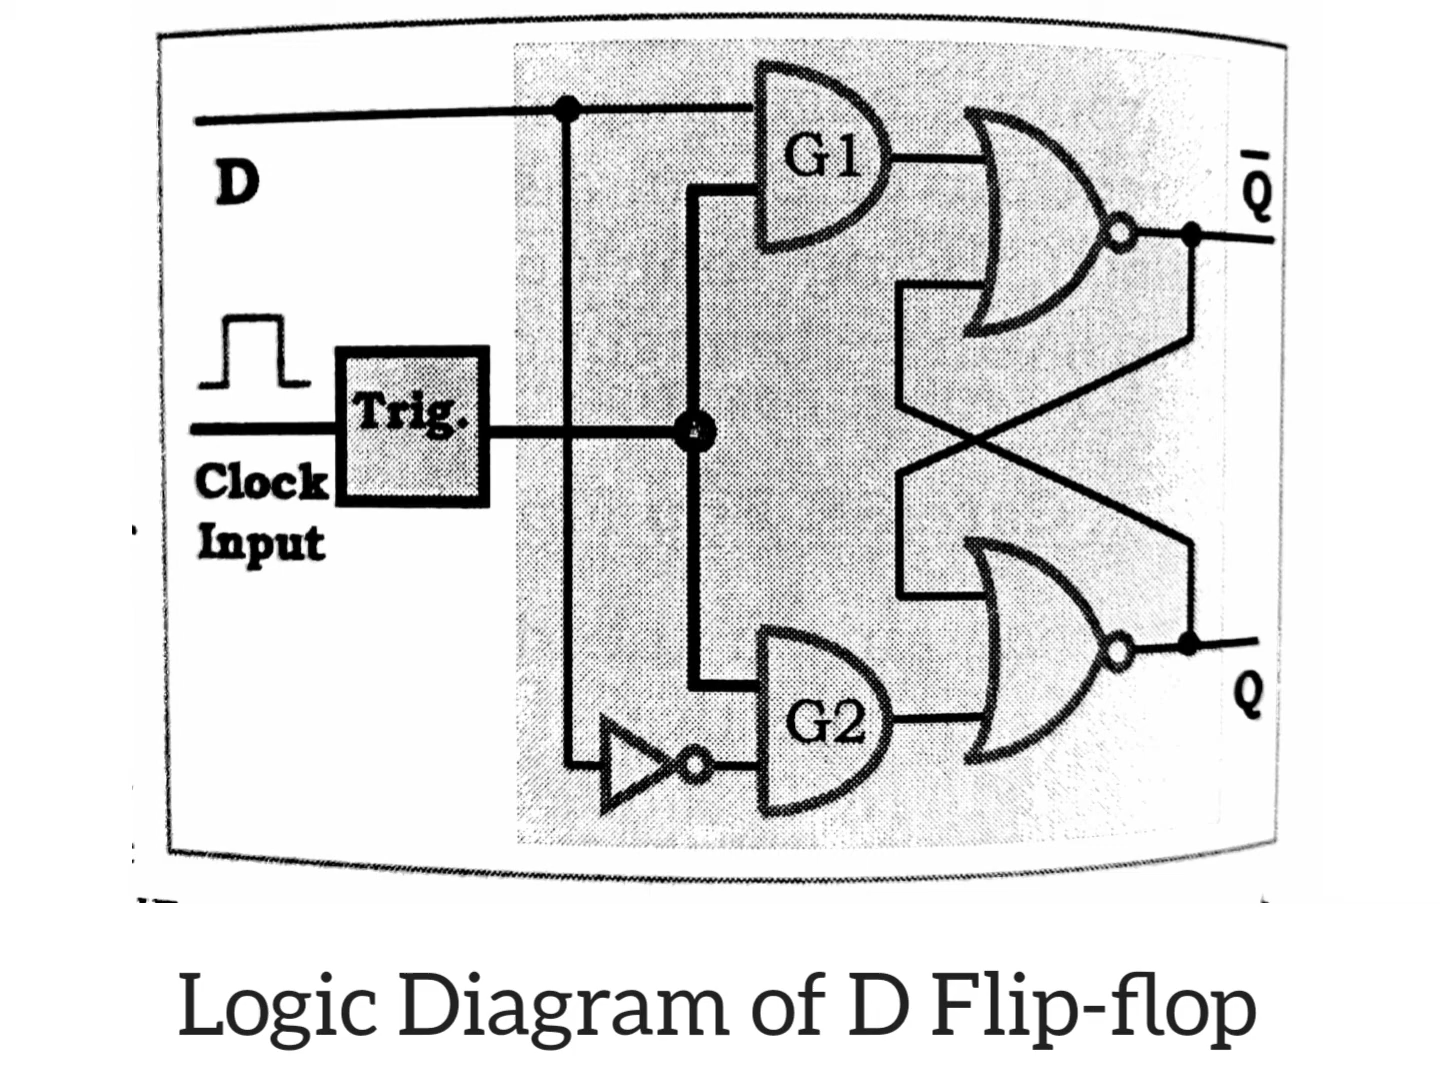 D
G1
Q̅
Trig.
Clock
Input
G2
Q
Logic Diagram of D Flip-flop